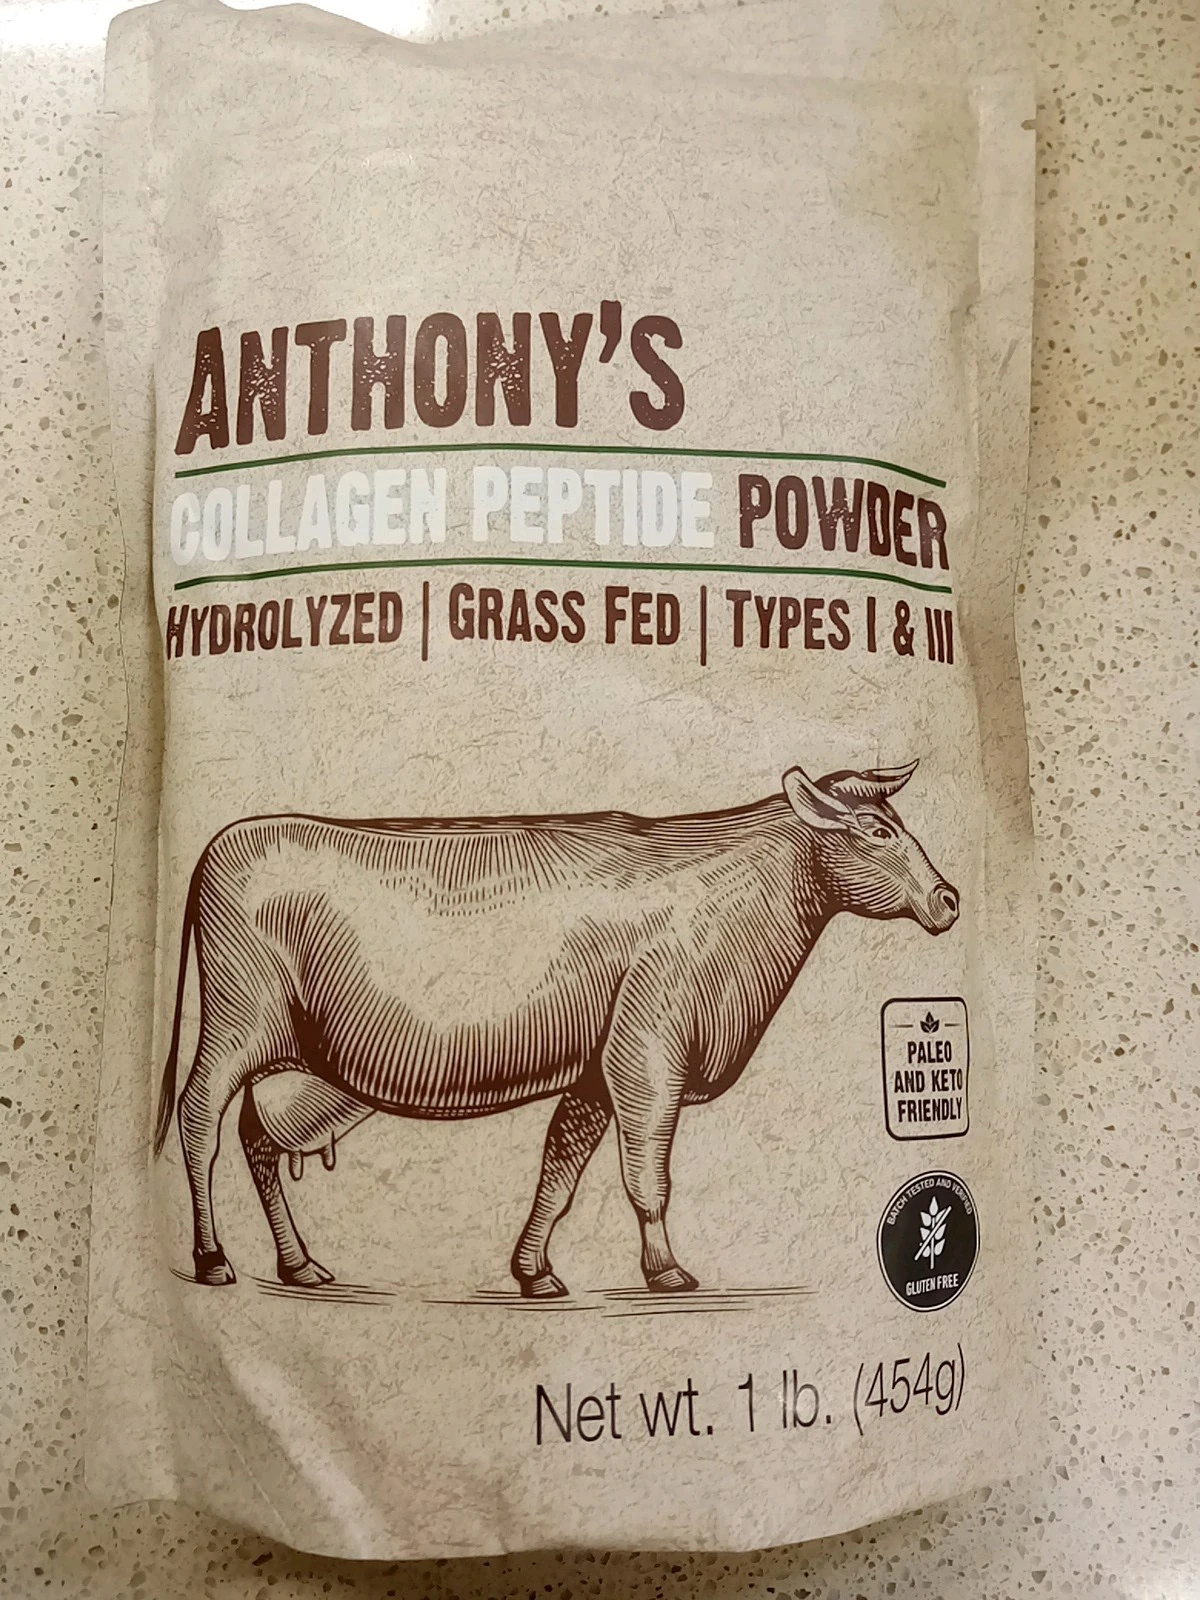 ANTHONY'S
COLLAGEN PEPTIDE POWDER
HYDROLYZED | GRASS FED | TYPES I & III
PALEO
AND KETO
FRIENDLY
BATCH TESTED AND VERIFIED
GLUTEN FREE
Net wt. 1 lb. (454g)